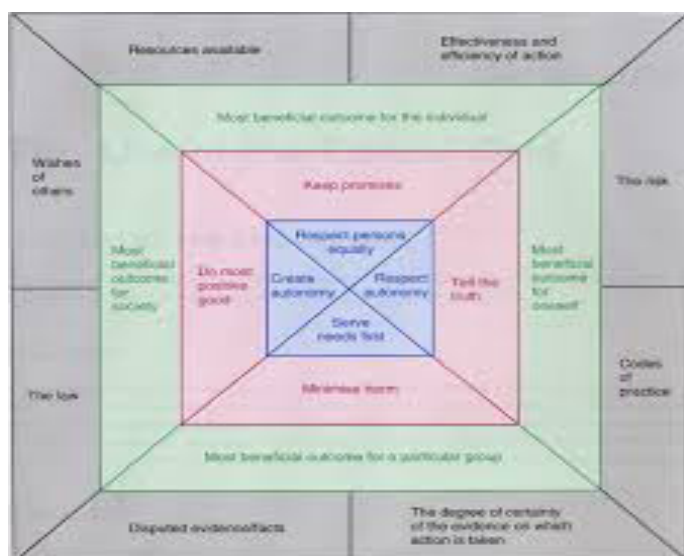 Resources available
Effectiveness and
efficiency of action
Most beneficial outcome for the individual
Wishes
of
others
Keep promises
The risk
Respect persons
equally
Most
beneficial
outcome
for
society
Do most
positive
good
Create
autonomy
Respect
autonomy
Tell the
truth
Most
beneficial
outcome
for
oneself
Serve
needs first
The law
Minimise harm
Codes
of
practice
Most beneficial outcome for a particular group
Disputed evidence/facts
The degree of certainty
of the evidence on which
action is taken